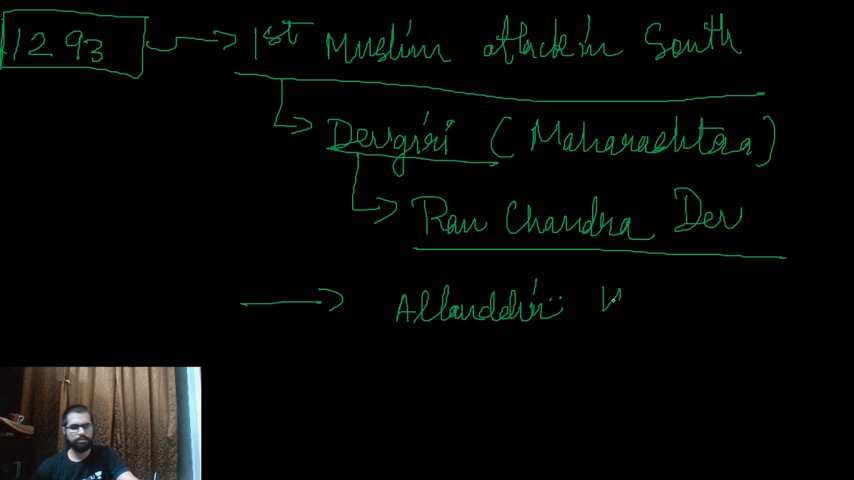 1293 → 1st Muslim attack in South
Devgiri (Maharashtra)
Ram Chandra Dev
→ Allauddin